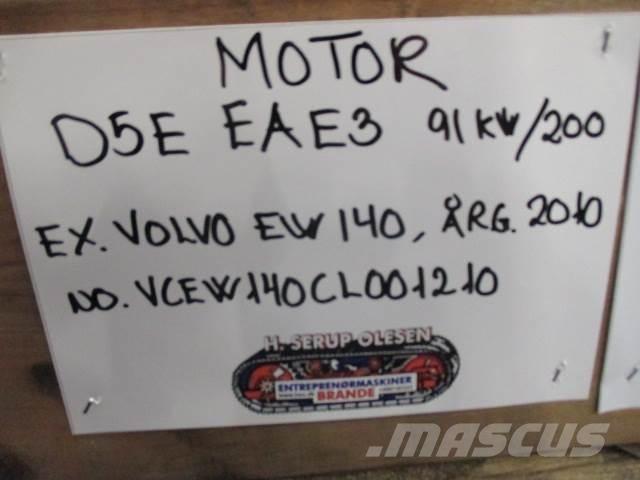 MOTOR
D5E EAE3 91 KW/200
EX. VOLVO EW 140, ÅRG. 2010
NO. VCEW140CL001210
H. SERUP OLESEN
ENTREPRENØRMASKINER
BRANDE
.mascus